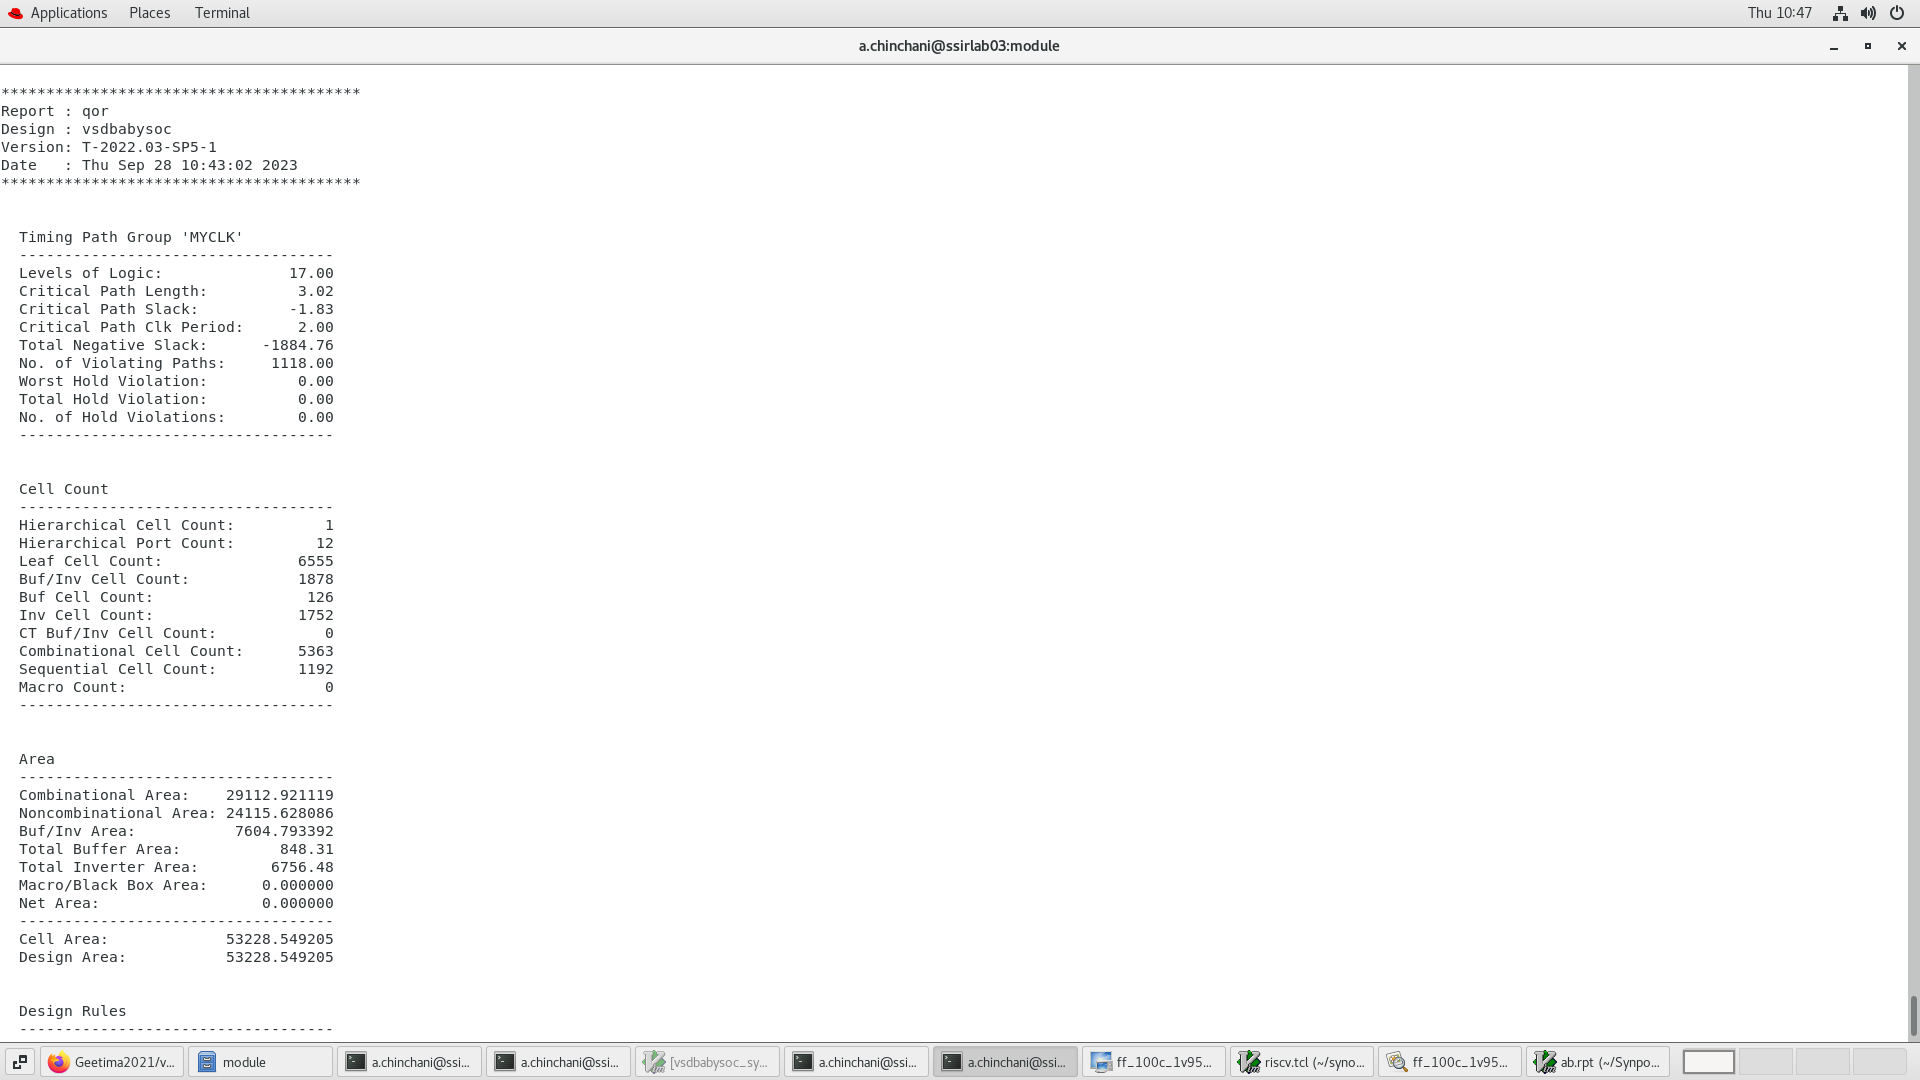 Applications Places Terminal Thu 10:47
a.chinchani@ssirlab03:module
****************************************
Report : qor
Design : vsdbabysoc
Version: T-2022.03-SP5-1
Date   : Thu Sep 28 10:43:02 2023
****************************************
Timing Path Group 'MYCLK'
-----------------------------------
Levels of Logic:              17.00
Critical Path Length:          3.02
Critical Path Slack:          -1.83
Critical Path Clk Period:      2.00
Total Negative Slack:      -1884.76
No. of Violating Paths:     1118.00
Worst Hold Violation:          0.00
Total Hold Violation:          0.00
No. of Hold Violations:        0.00
-----------------------------------
Cell Count
-----------------------------------
Hierarchical Cell Count:          1
Hierarchical Port Count:         12
Leaf Cell Count:               6555
Buf/Inv Cell Count:            1878
Buf Cell Count:                 126
Inv Cell Count:                1752
CT Buf/Inv Cell Count:            0
Combinational Cell Count:      5363
Sequential Cell Count:         1192
Macro Count:                      0
-----------------------------------
Area
-----------------------------------
Combinational Area:    29112.921119
Noncombinational Area: 24115.628086
Buf/Inv Area:           7604.793392
Total Buffer Area:           848.31
Total Inverter Area:        6756.48
Macro/Black Box Area:      0.000000
Net Area:                  0.000000
-----------------------------------
Cell Area:             53228.549205
Design Area:           53228.549205
Design Rules
-----------------------------------
Geetima2021/v... module a.chinchani@ssi... a.chinchani@ssi... [vsdbabysoc_sy... a.chinchani@ssi... a.chinchani@ssi... ff_100c_1v95... riscv.tcl (~/syno... ff_100c_1v95... ab.rpt (~/Synpo...